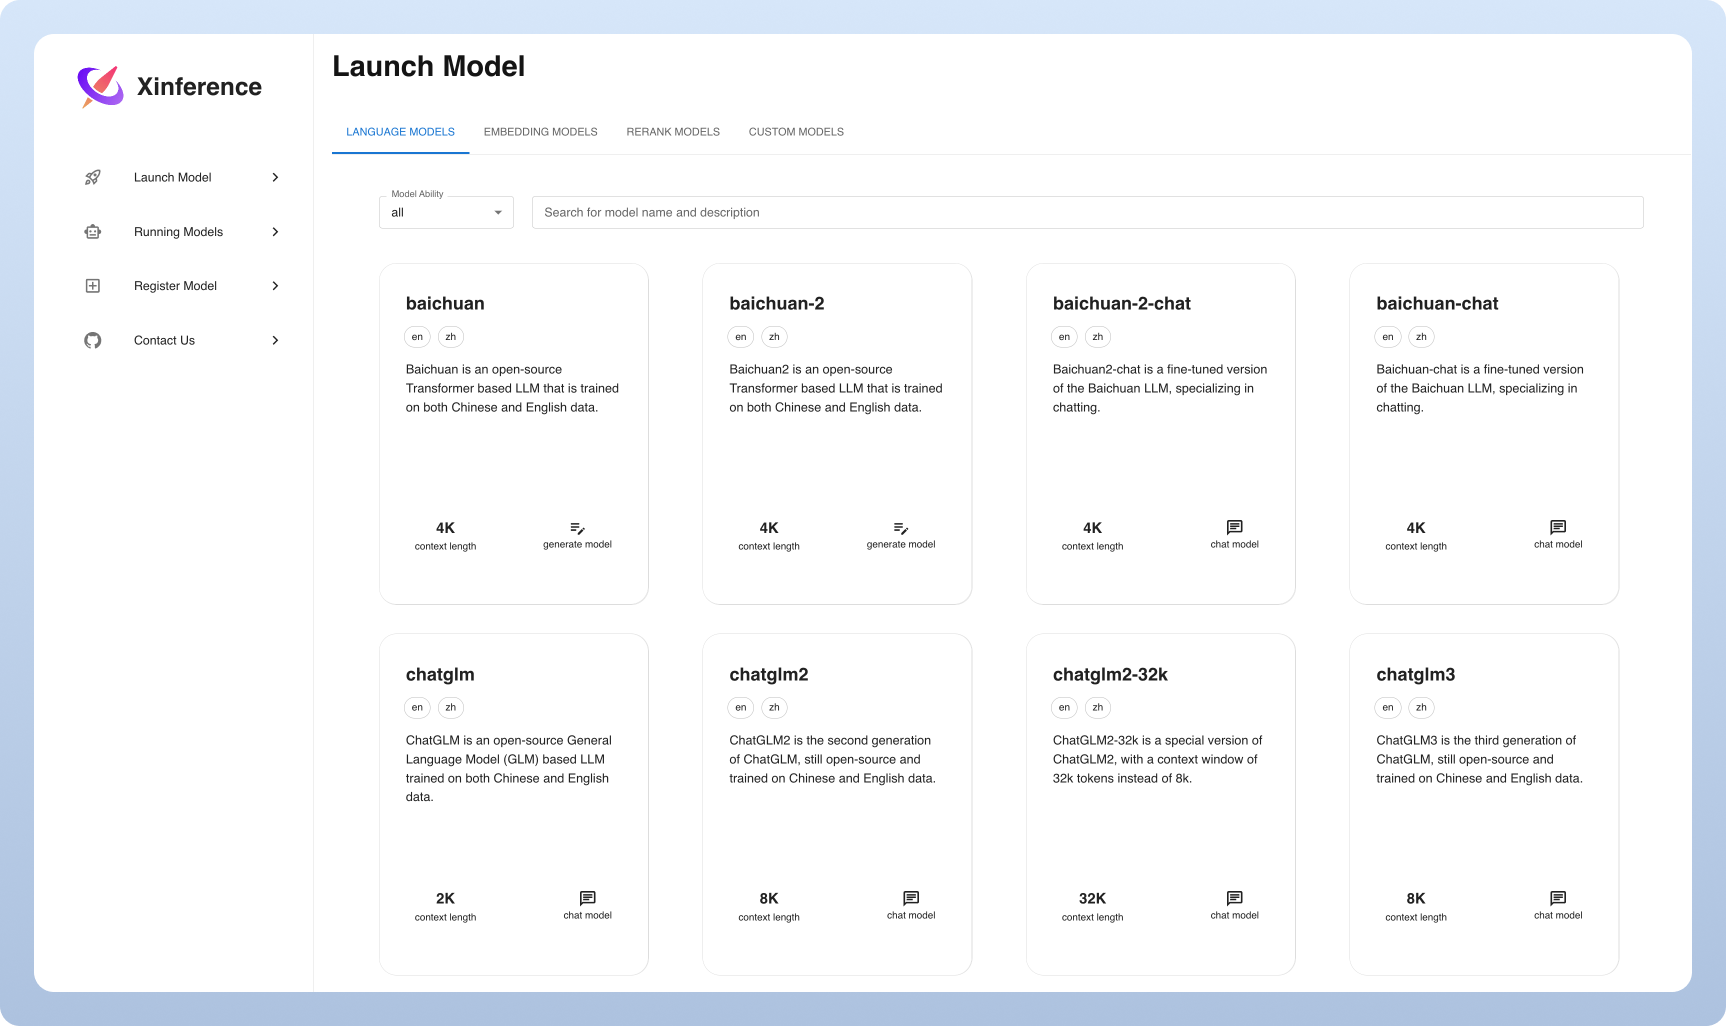 Xinference
Launch Model
Running Models
Register Model
Contact Us
Launch Model
LANGUAGE MODELS
EMBEDDING MODELS
RERANK MODELS
CUSTOM MODELS
Model Ability
all
Search for model name and description
baichuan
en zh
Baichuan is an open-source
Transformer based LLM that is trained
on both Chinese and English data.
4K
context length
generate model
baichuan-2
en zh
Baichuan2 is an open-source
Transformer based LLM that is trained
on both Chinese and English data.
4K
context length
generate model
baichuan-2-chat
en zh
Baichuan2-chat is a fine-tuned version
of the Baichuan LLM, specializing in
chatting.
4K
context length
chat model
baichuan-chat
en zh
Baichuan-chat is a fine-tuned version
of the Baichuan LLM, specializing in
chatting.
4K
context length
chat model
chatglm
en zh
ChatGLM is an open-source General
Language Model (GLM) based LLM
trained on both Chinese and English
data.
2K
context length
chat model
chatglm2
en zh
ChatGLM2 is the second generation
of ChatGLM, still open-source and
trained on Chinese and English data.
8K
context length
chat model
chatglm2-32k
en zh
ChatGLM2-32k is a special version of
ChatGLM2, with a context window of
32k tokens instead of 8k.
32K
context length
chat model
chatglm3
en zh
ChatGLM3 is the third generation of
ChatGLM, still open-source and
trained on Chinese and English data.
8K
context length
chat model